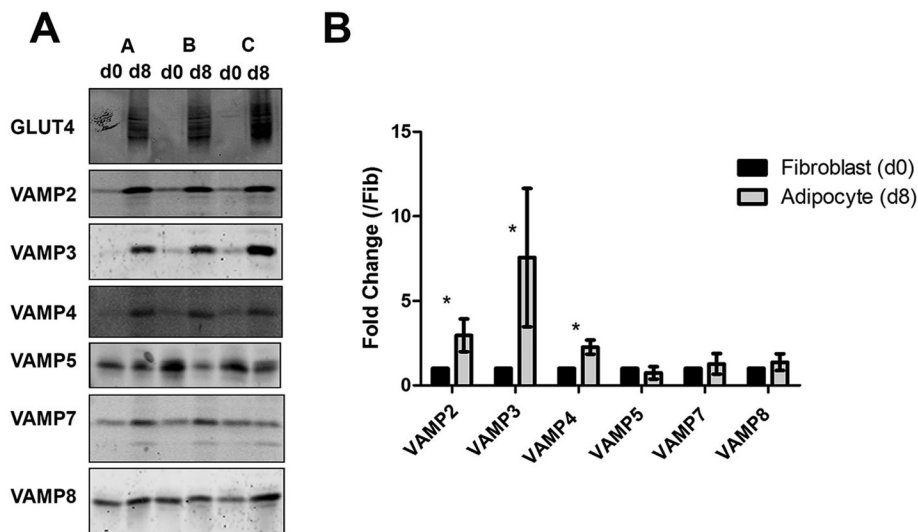 A
A B C
d0 d8 d0 d8 d0 d8
GLUT4
VAMP2
VAMP3
VAMP4
VAMP5
VAMP7
VAMP8
B
Fold Change (/Fib)
15
10
5
0
*
*
*
VAMP2
VAMP3
VAMP4
VAMP5
VAMP7
VAMP8
Fibroblast (d0)
Adipocyte (d8)